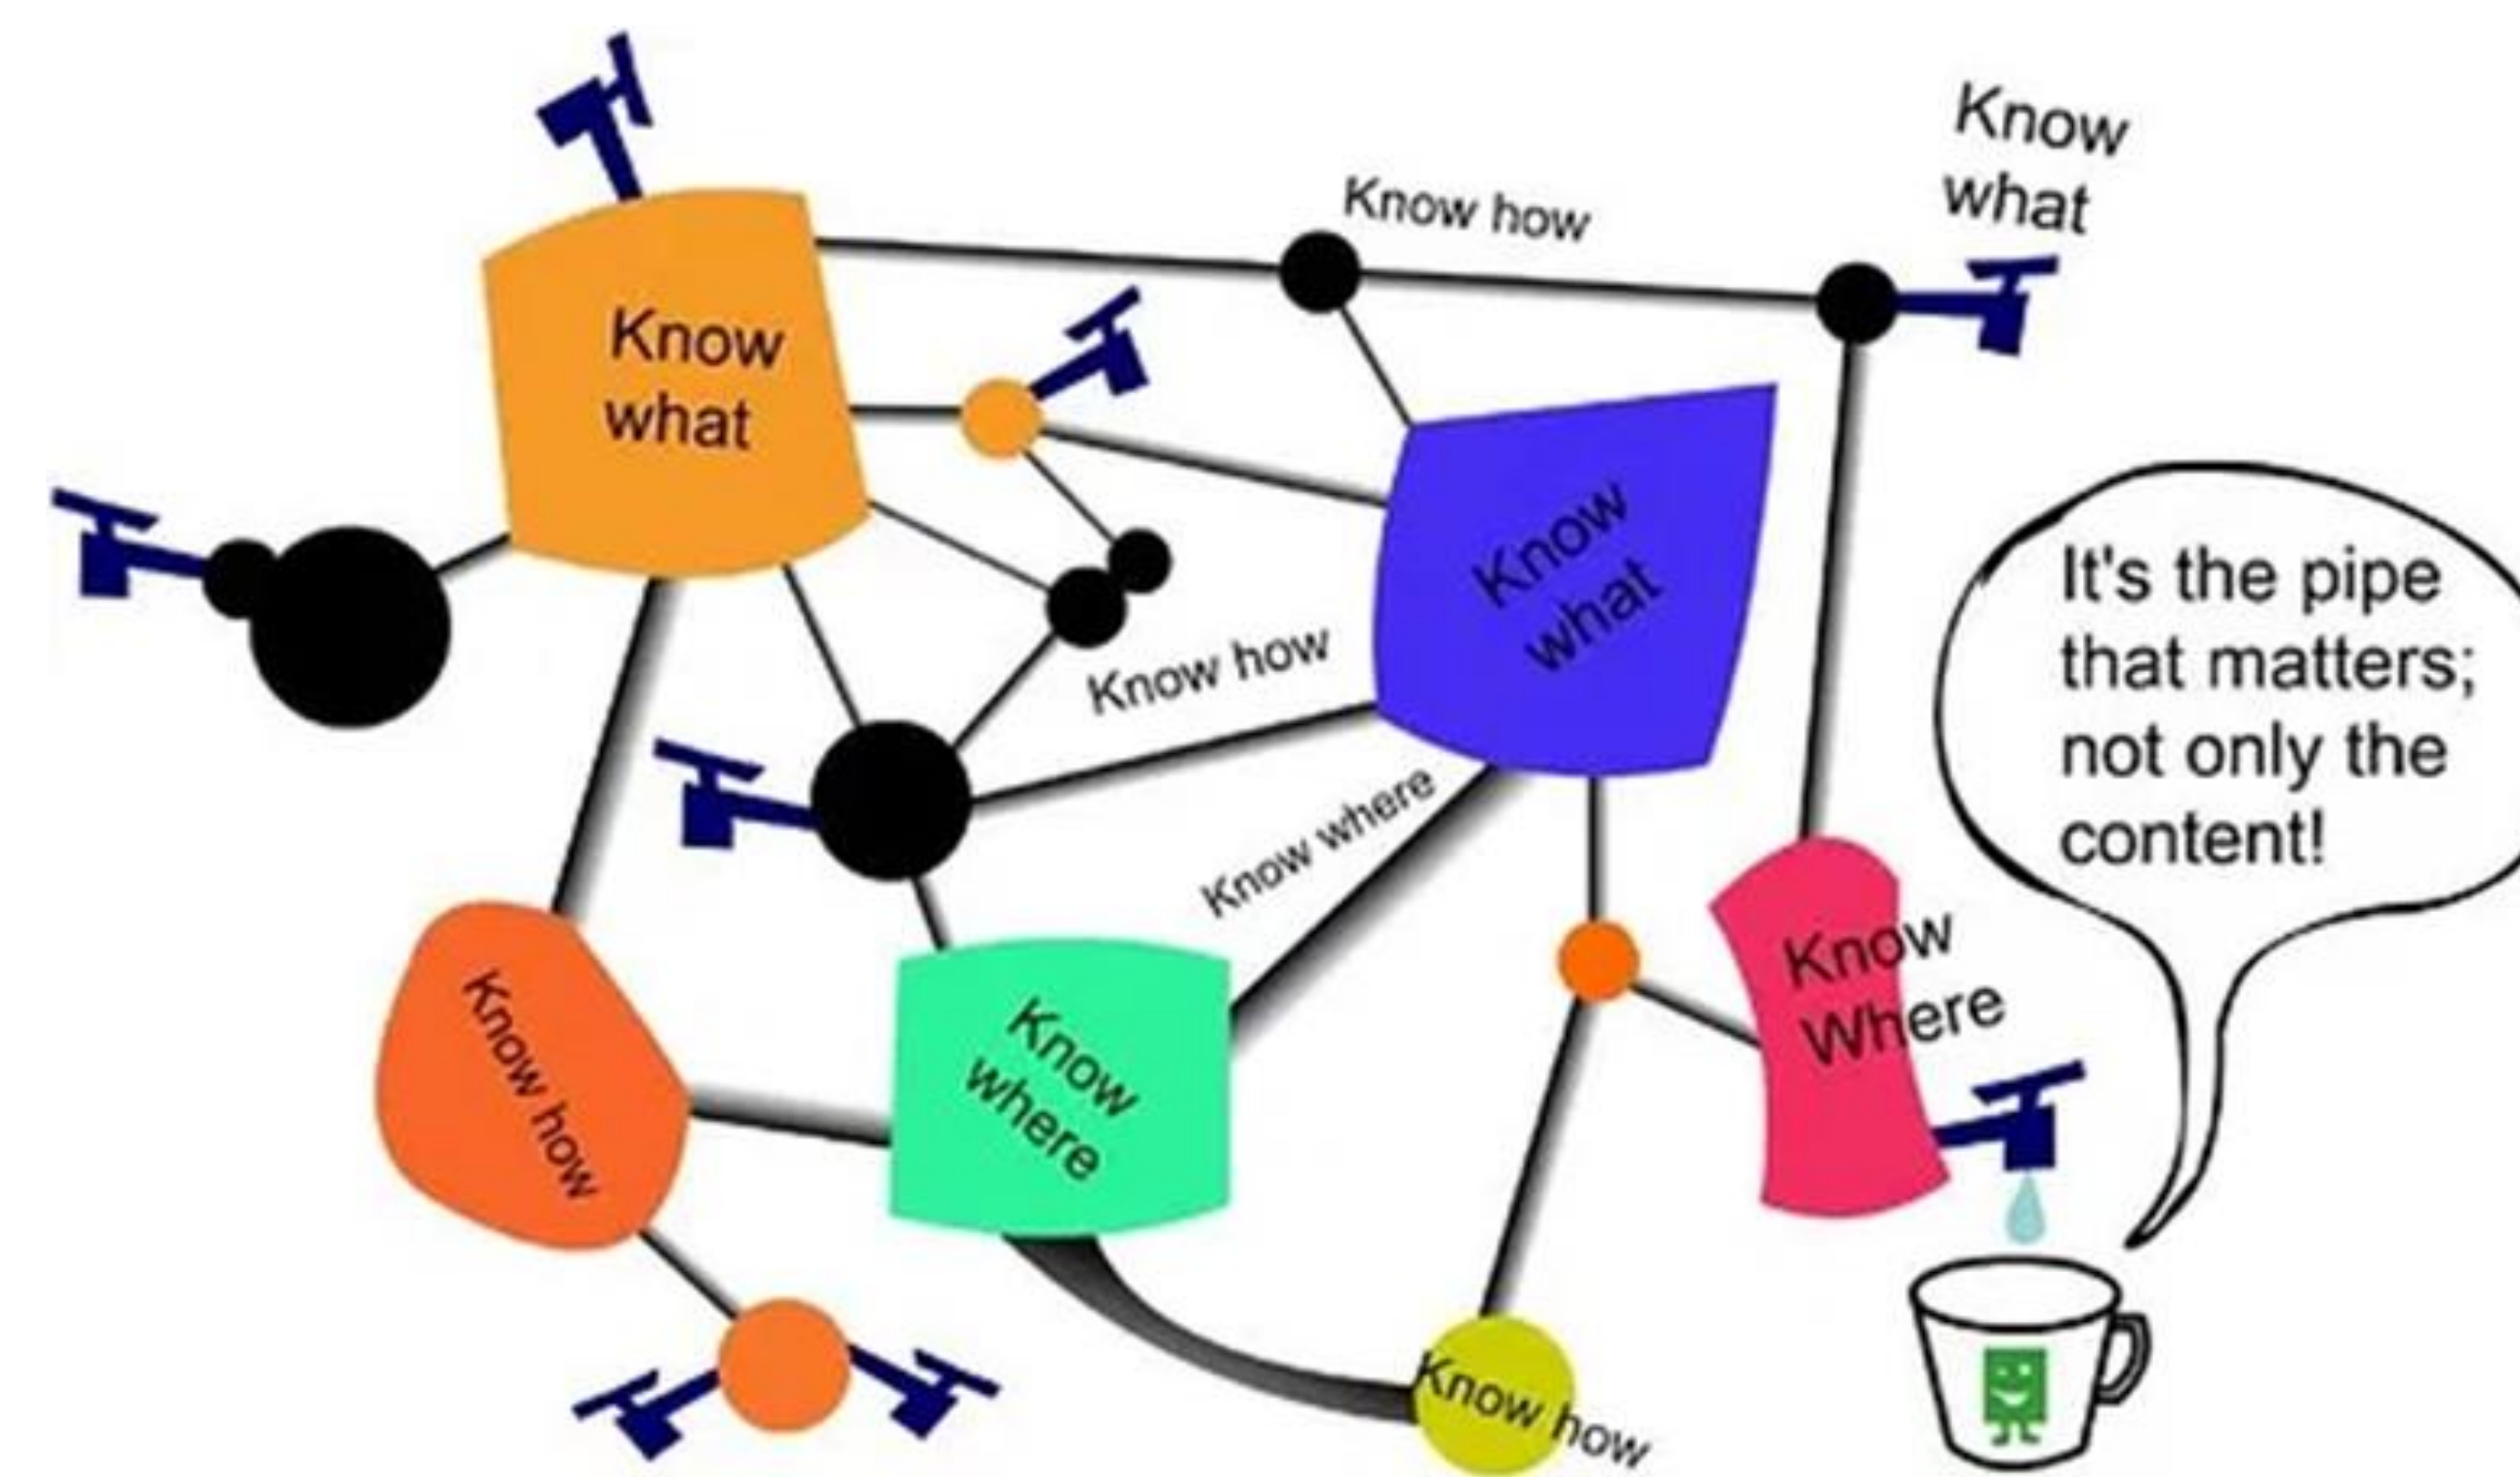 Know
what
Know how
Know
what
Know
what
Know how
Know where
It's the pipe
that matters;
not only the
content!
Know
Where
Know how
Know
where
Know how